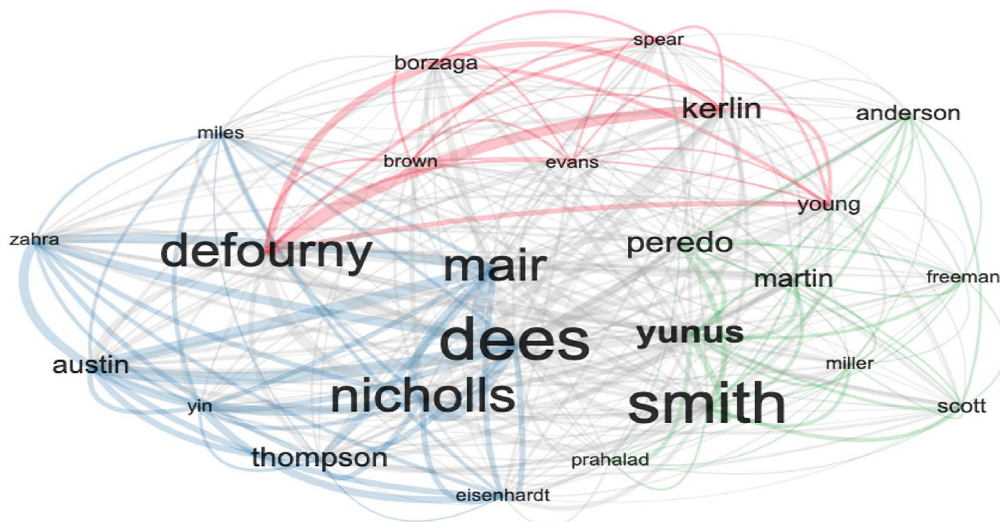 spear
borzaga
kerlin
anderson
miles
brown
evans
young
zahra
defourny
mair
peredo
martin
freeman
dees
yunus
austin
miller
nicholls
smith
yin
scott
thompson
prahalad
eisenhardt